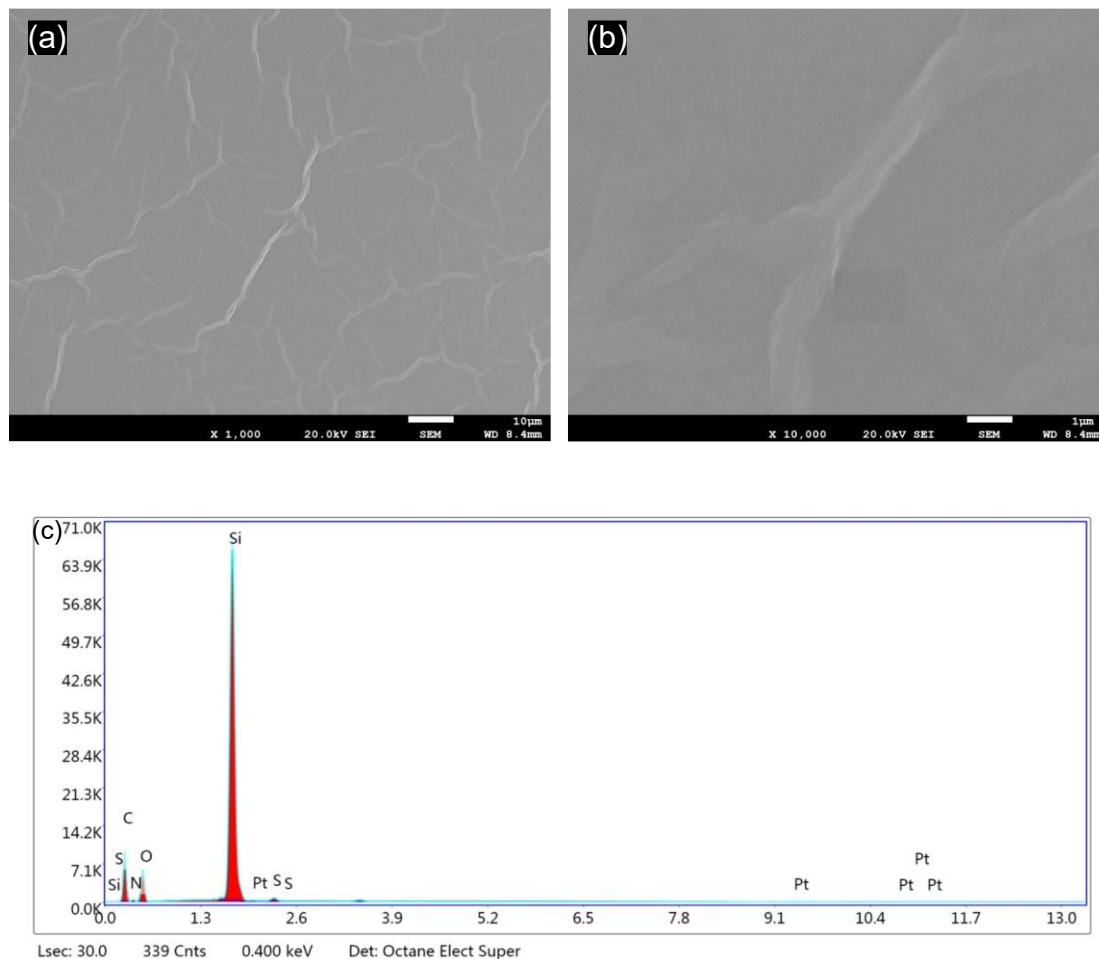 (a)
X 1,000 20.0kV SEI SEM 10µm WD 8.4mm
(b)
X 10,000 20.0kV SEI SEM 1µm WD 8.4mm
(c)
71.0K
63.9K
56.8K
49.7K
42.6K
35.5K
28.4K
21.3K
14.2K
7.1K
0.0K
Si
C
S
O
Si
N
Pt
S
S
Pt
Pt
Pt
Pt
0.0 1.3 2.6 3.9 5.2 6.5 7.8 9.1 10.4 11.7 13.0
Lsec: 30.0 339 Cnts 0.400 keV Det: Octane Elect Super